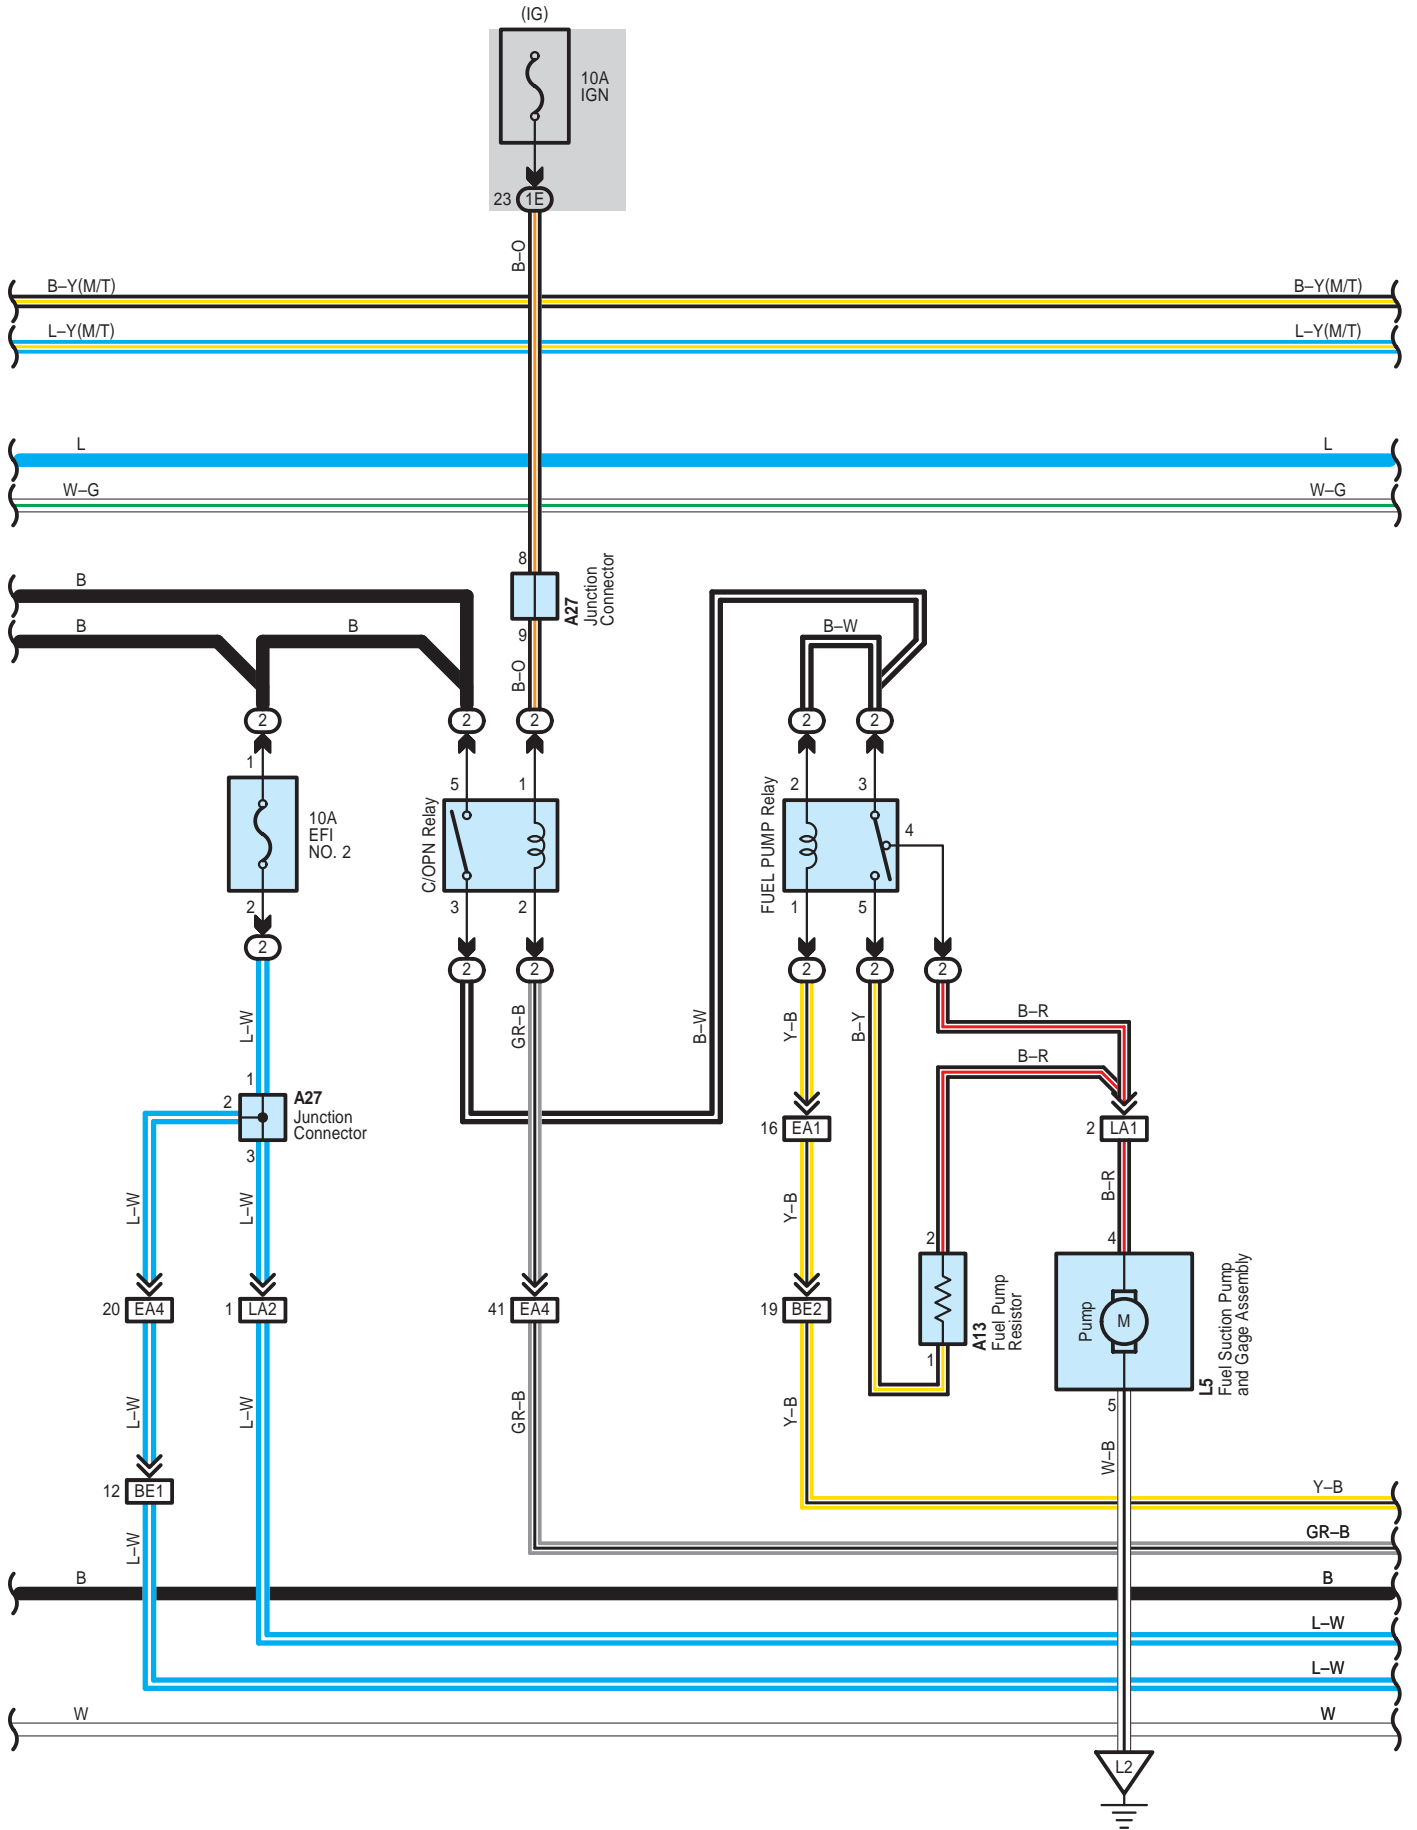 (IG)
10A
IGN
23
1E
B–O
B–Y(M/T)
B–Y(M/T)
L–Y(M/T)
L–Y(M/T)
L
L
W–G
W–G
8
A27
Junction
Connector
9
B–O
B
B
B
B–W
2
2
2
2
2
1
10A
EFI
NO. 2
2
2
5
1
C/OPN Relay
3
2
2
2
2
3
4
FUEL PUMP Relay
1
5
2
2
2
L–W
GR–B
B–W
Y–B
B–Y
B–R
B–R
1
2
A27
Junction
Connector
3
16
EA1
2
LA1
L–W
L–W
Y–B
B–R
20
EA4
1
LA2
41
EA4
19
BE2
2
A13
Fuel Pump
Resistor
1
4
Pump
M
L5
Fuel Suction Pump
and Gage Assembly
5
L–W
L–W
GR–B
Y–B
W–B
12
BE1
L–W
Y–B
GR–B
B
B
L–W
L–W
W
W
L2